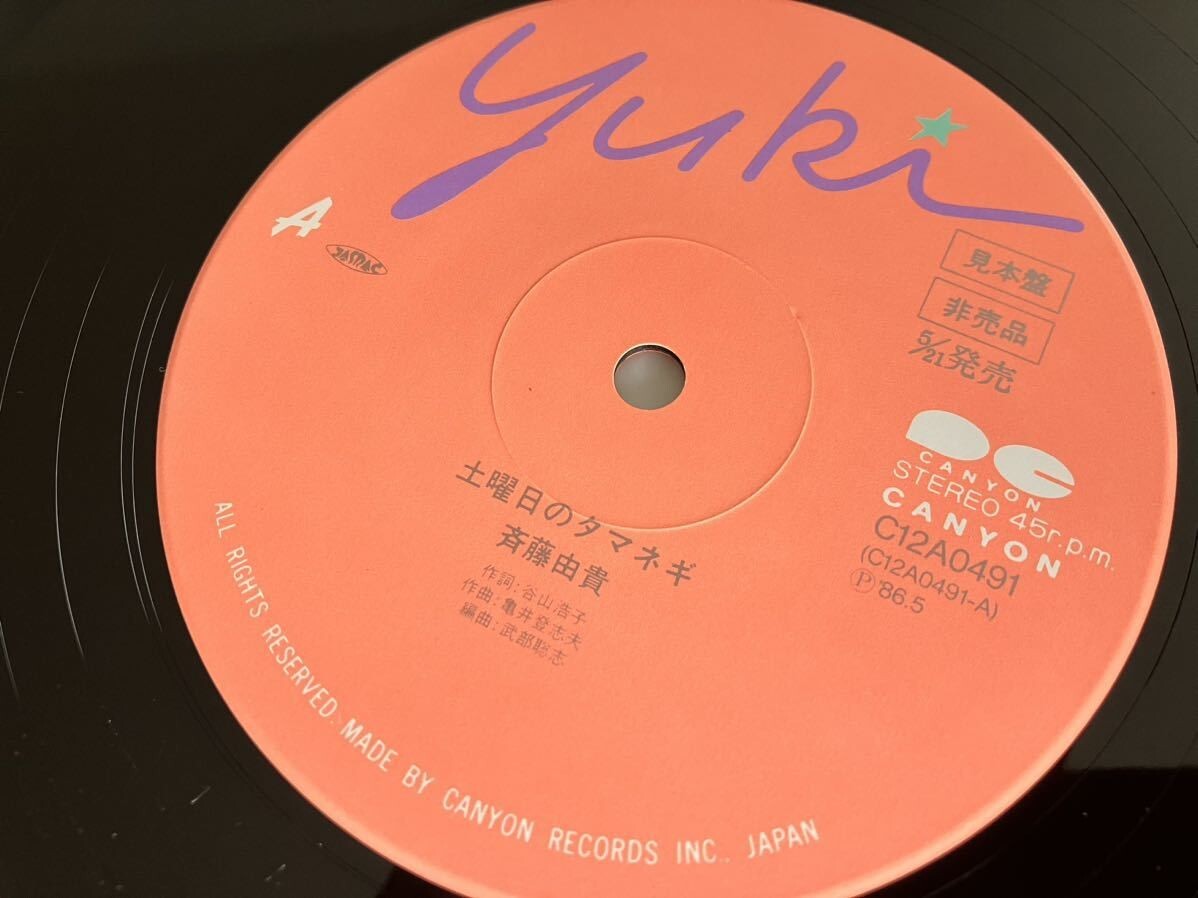 yuki
A
JASRAC
見本盤
非売品
5/21発売
CANYON
STEREO 45r.p.m.
CANYON
C12A0491
(C12A0491-A)
Ⓟ'86.5
土曜日のタマネギ
斉藤由貴
作詞:谷山浩子
作曲:亀井登志夫
編曲:武部聡志
ALL RIGHTS RESERVED. MADE BY CANYON RECORDS INC., JAPAN